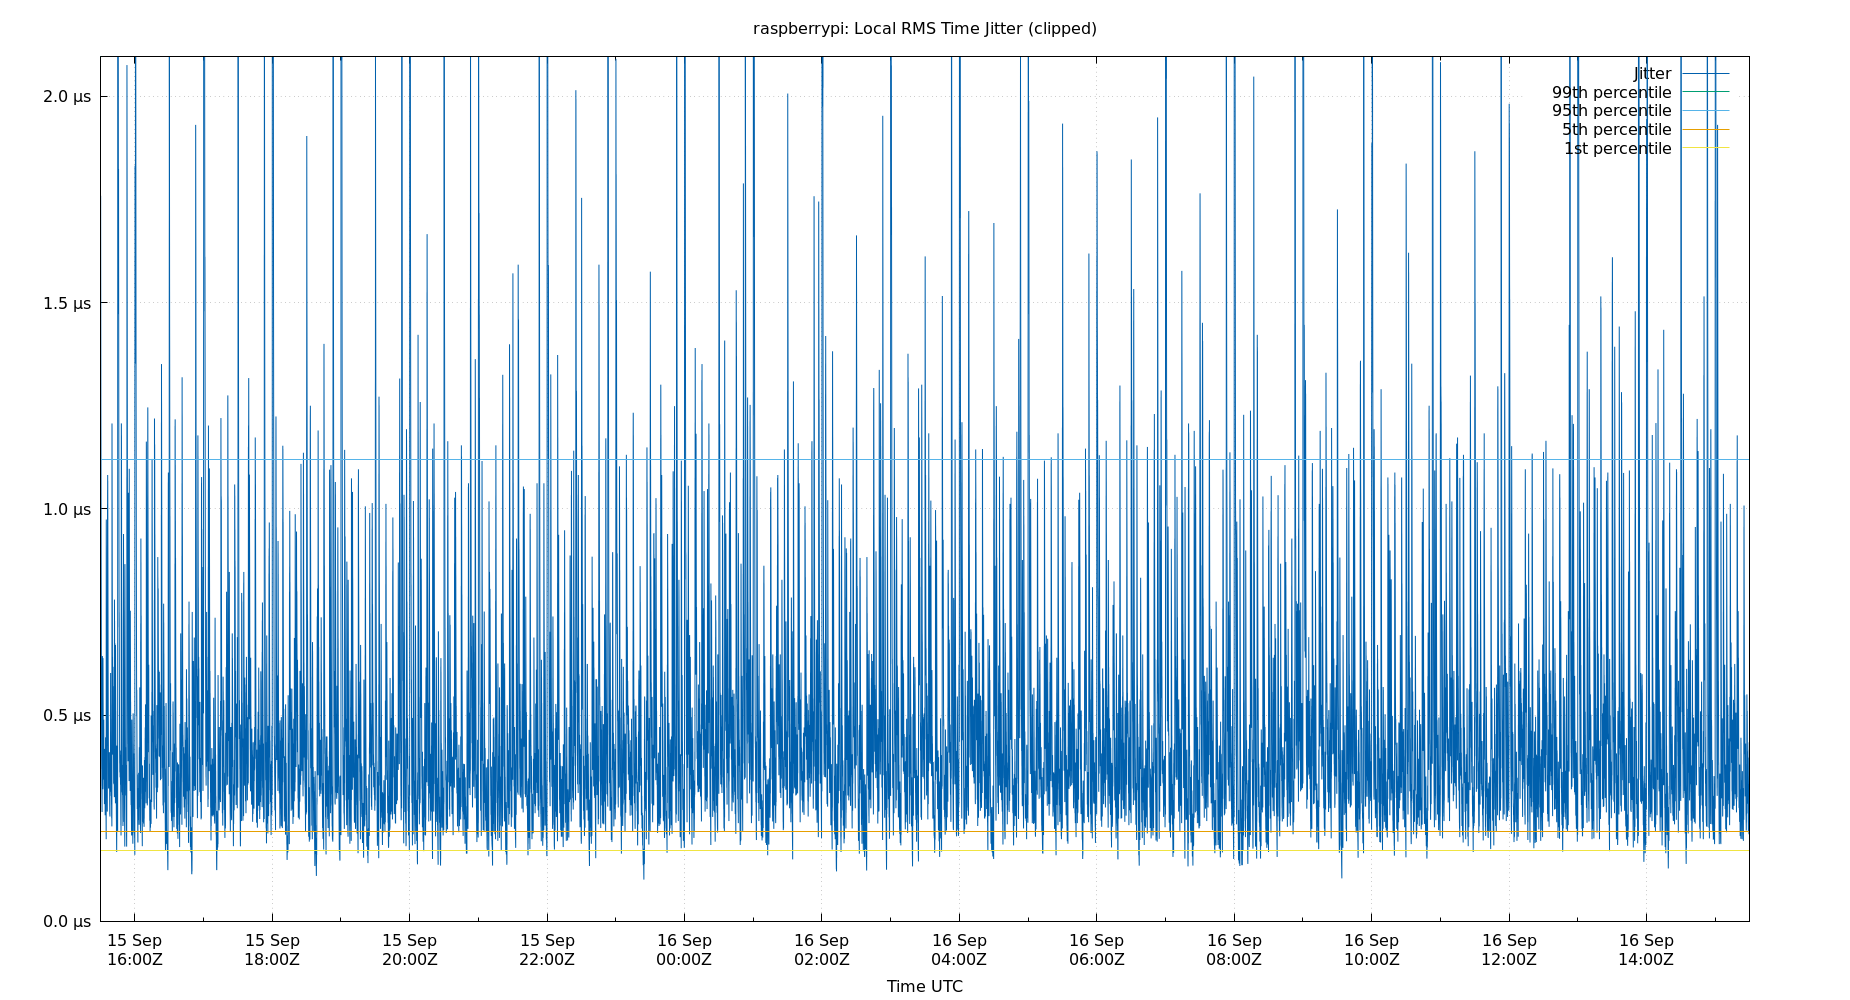 raspberrypi: Local RMS Time Jitter (clipped)
Jitter
99th percentile
95th percentile
5th percentile
1st percentile
2.0 µs
1.5 µs
1.0 µs
0.5 µs
0.0 µs
15 Sep 15 Sep 15 Sep 15 Sep 16 Sep 16 Sep 16 Sep 16 Sep 16 Sep 16 Sep 16 Sep 16 Sep
16:00Z 18:00Z 20:00Z 22:00Z 00:00Z 02:00Z 04:00Z 06:00Z 08:00Z 10:00Z 12:00Z 14:00Z
Time UTC